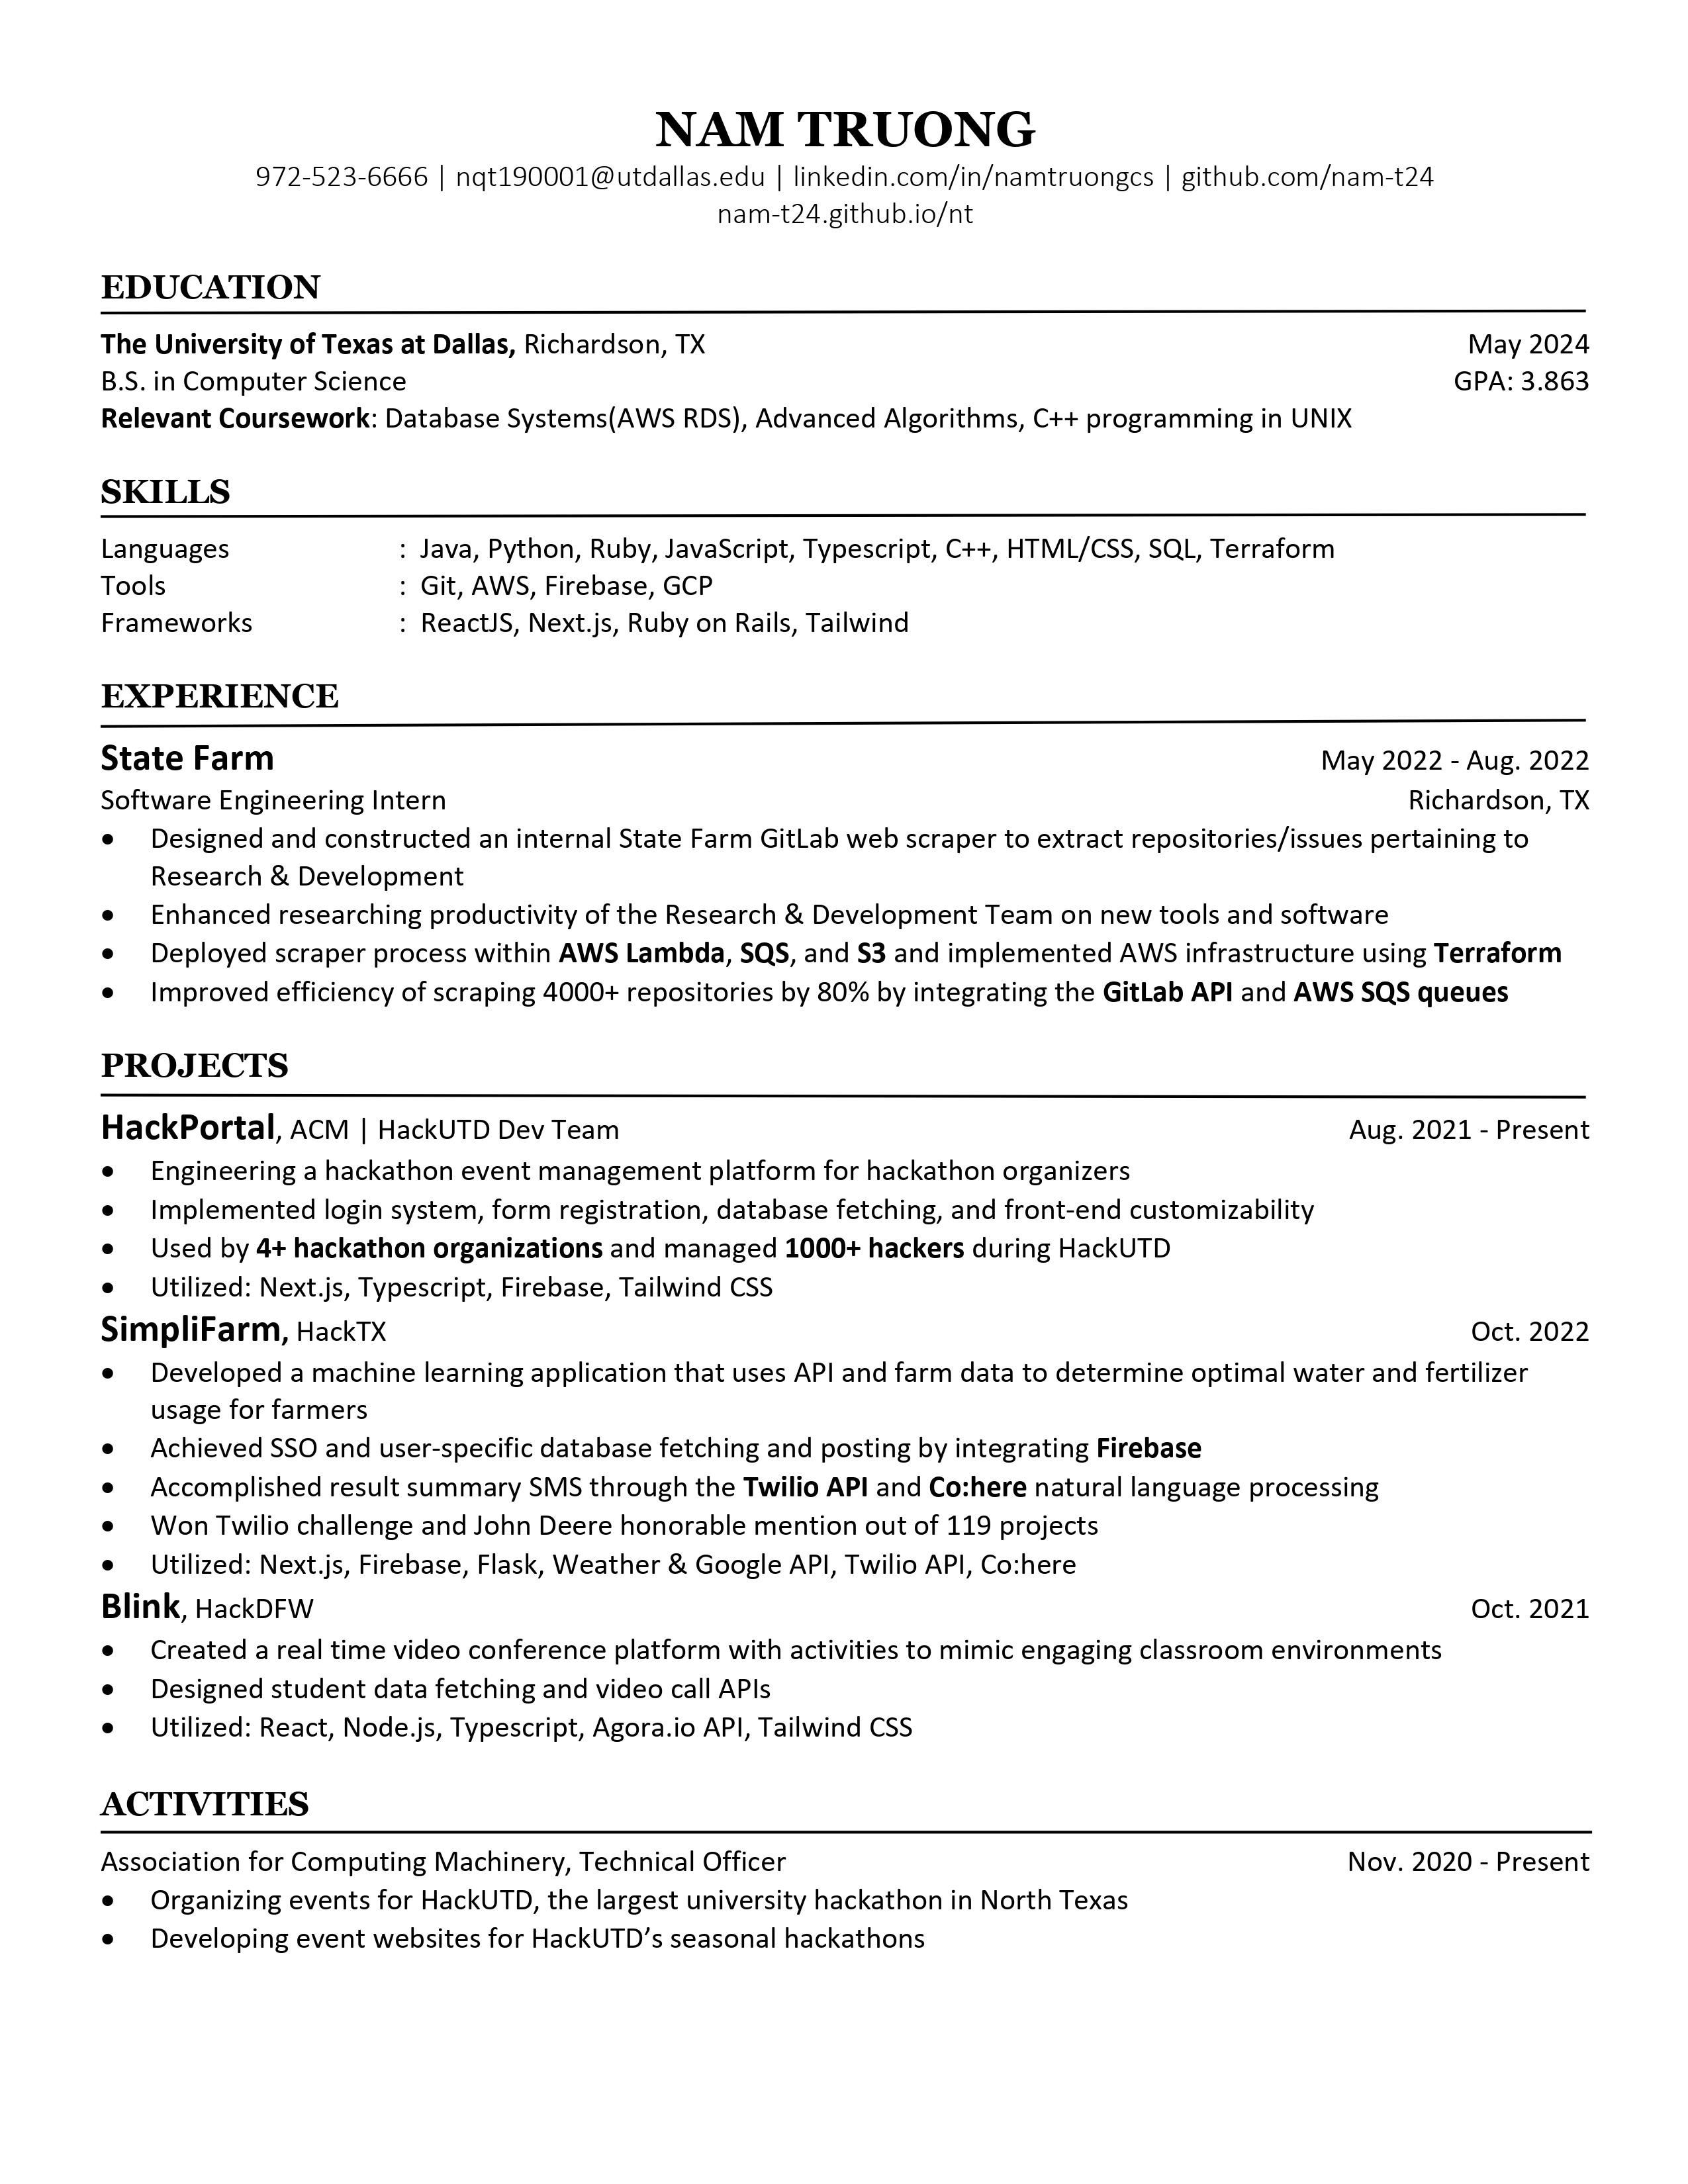 NAM TRUONG
972-523-6666 | nqt190001@utdallas.edu | linkedin.com/in/namtruongcs | github.com/nam-t24
nam-t24.github.io/nt
EDUCATION
The University of Texas at Dallas, Richardson, TX May 2024
B.S. in Computer Science GPA: 3.863
Relevant Coursework: Database Systems(AWS RDS), Advanced Algorithms, C++ programming in UNIX
SKILLS
Languages : Java, Python, Ruby, JavaScript, Typescript, C++, HTML/CSS, SQL, Terraform
Tools : Git, AWS, Firebase, GCP
Frameworks : ReactJS, Next.js, Ruby on Rails, Tailwind
EXPERIENCE
State Farm May 2022 - Aug. 2022
Software Engineering Intern Richardson, TX
• Designed and constructed an internal State Farm GitLab web scraper to extract repositories/issues pertaining to
Research & Development
• Enhanced researching productivity of the Research & Development Team on new tools and software
• Deployed scraper process within AWS Lambda, SQS, and S3 and implemented AWS infrastructure using Terraform
• Improved efficiency of scraping 4000+ repositories by 80% by integrating the GitLab API and AWS SQS queues
PROJECTS
HackPortal, ACM | HackUTD Dev Team Aug. 2021 - Present
• Engineering a hackathon event management platform for hackathon organizers
• Implemented login system, form registration, database fetching, and front-end customizability
• Used by 4+ hackathon organizations and managed 1000+ hackers during HackUTD
• Utilized: Next.js, Typescript, Firebase, Tailwind CSS
SimpliFarm, HackTX Oct. 2022
• Developed a machine learning application that uses API and farm data to determine optimal water and fertilizer
usage for farmers
• Achieved SSO and user-specific database fetching and posting by integrating Firebase
• Accomplished result summary SMS through the Twilio API and Co:here natural language processing
• Won Twilio challenge and John Deere honorable mention out of 119 projects
• Utilized: Next.js, Firebase, Flask, Weather & Google API, Twilio API, Co:here
Blink, HackDFW Oct. 2021
• Created a real time video conference platform with activities to mimic engaging classroom environments
• Designed student data fetching and video call APIs
• Utilized: React, Node.js, Typescript, Agora.io API, Tailwind CSS
ACTIVITIES
Association for Computing Machinery, Technical Officer Nov. 2020 - Present
• Organizing events for HackUTD, the largest university hackathon in North Texas
• Developing event websites for HackUTD’s seasonal hackathons